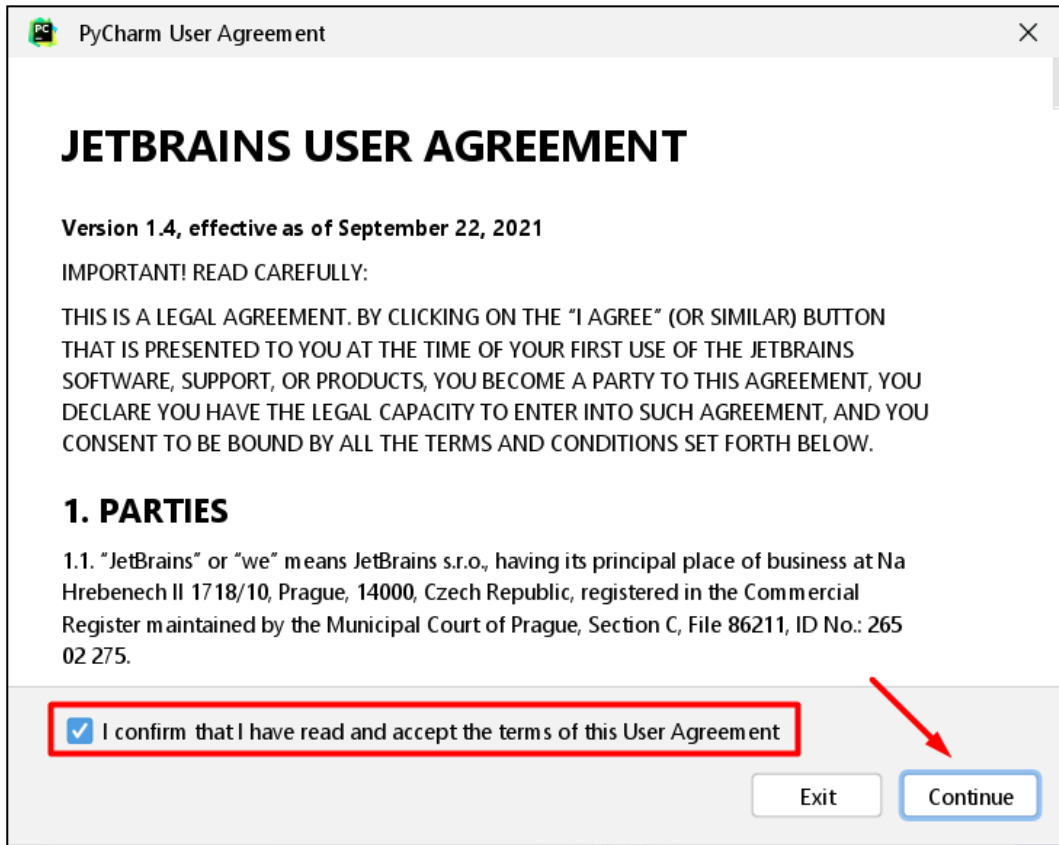 PC
PyCharm User Agreement
JETBRAINS USER AGREEMENT
Version 1.4, effective as of September 22, 2021
IMPORTANT! READ CAREFULLY:
THIS IS A LEGAL AGREEMENT. BY CLICKING ON THE “I AGREE” (OR SIMILAR) BUTTON
THAT IS PRESENTED TO YOU AT THE TIME OF YOUR FIRST USE OF THE JETBRAINS
SOFTWARE, SUPPORT, OR PRODUCTS, YOU BECOME A PARTY TO THIS AGREEMENT, YOU
DECLARE YOU HAVE THE LEGAL CAPACITY TO ENTER INTO SUCH AGREEMENT, AND YOU
CONSENT TO BE BOUND BY ALL THE TERMS AND CONDITIONS SET FORTH BELOW.
1. PARTIES
1.1. “JetBrains” or “we” means JetBrains s.r.o., having its principal place of business at Na
Hrebenech II 1718/10, Prague, 14000, Czech Republic, registered in the Commercial
Register maintained by the Municipal Court of Prague, Section C, File 86211, ID No.: 265
02 275.
I confirm that I have read and accept the terms of this User Agreement
Exit
Continue